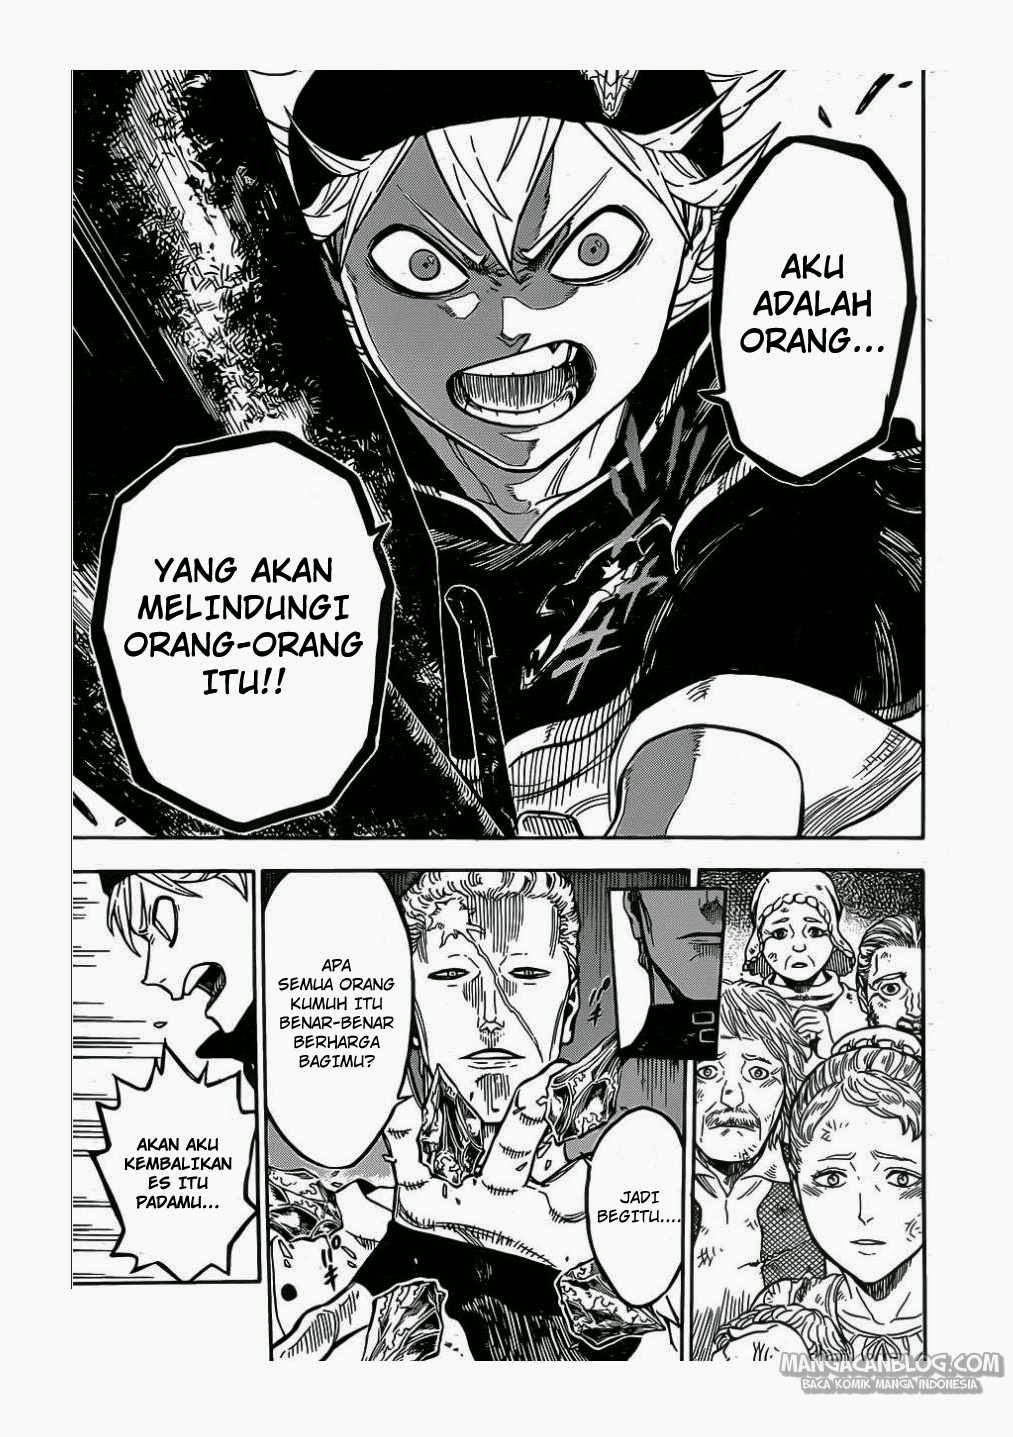 AKU
ADALAH
ORANG...
YANG AKAN
MELINDUNGI
ORANG-ORANG
ITU!!
JADI
BEGITU....
APA
SEMUA ORANG
KUMUH ITU
BENAR-BENAR
BERHARGA
BAGIMU?
AKAN AKU
KEMBALIKAN
ES ITU
PADAMU...
MANGACANBLOG.COM
BACA KOMIK MANGA INDONESIA